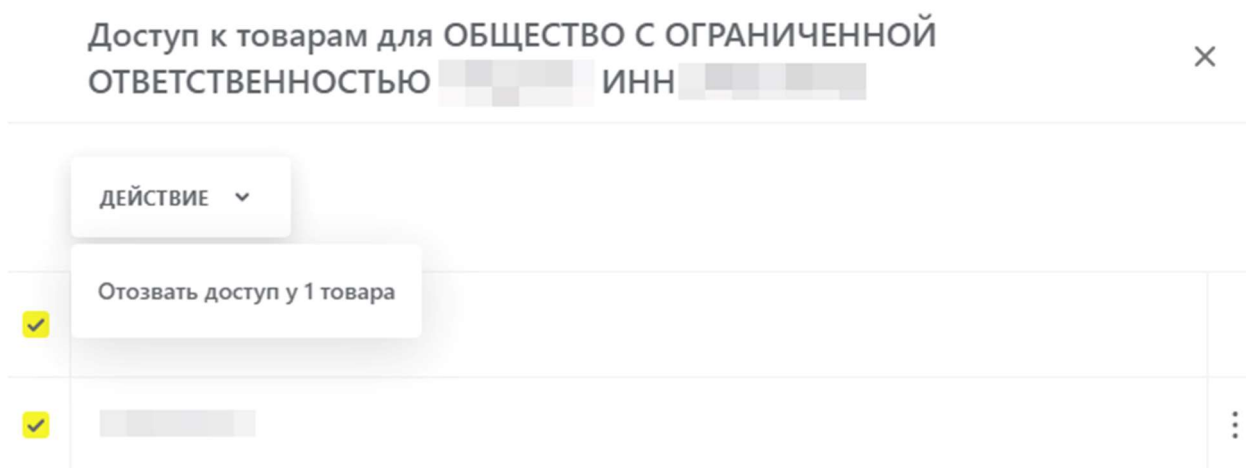 Доступ к товарам для ОБЩЕСТВО С ОГРАНИЧЕННОЙ
ОТВЕТСТВЕННОСТЬЮ ИНН
ДЕЙСТВИЕ
Отозвать доступ у 1 товара